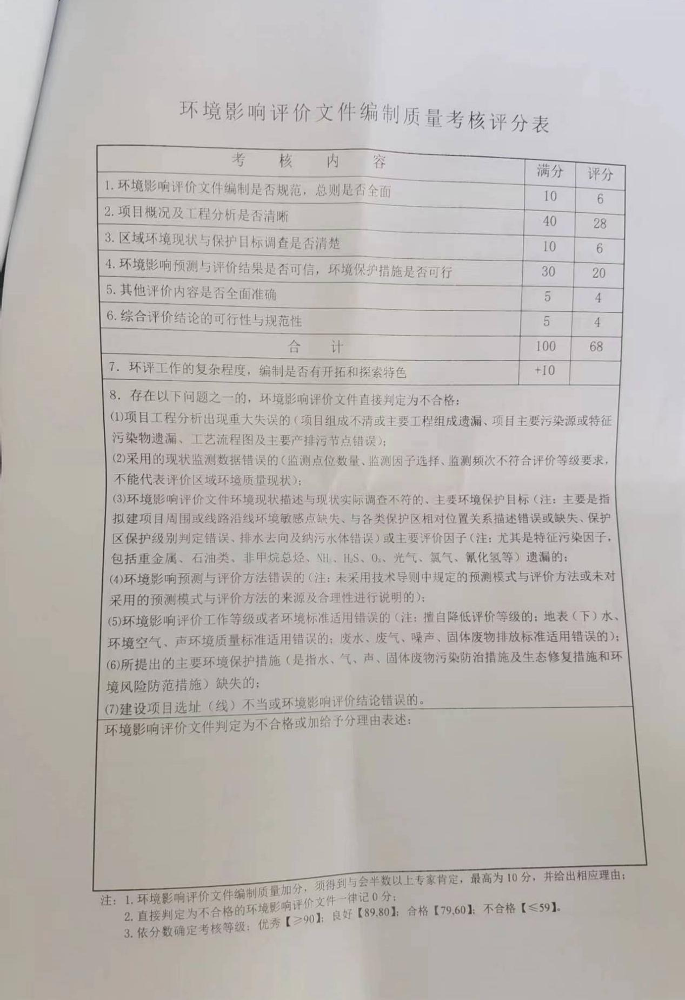 环境影响评价文件编制质量考核评分表
考 核 内 容 满分 评分
1.环境影响评价文件编制是否规范，总则是否全面 10 6
2.项目概况及工程分析是否清晰 40 28
3.区域环境现状与保护目标调查是否清楚 10 6
4.环境影响预测与评价结果是否可信，环境保护措施是否可行 30 20
5.其他评价内容是否全面准确 5 4
6.综合评价结论的可行性与规范性 5 4
合 计 100 68
7．环评工作的复杂程度，编制是否有开拓和探索特色 +10
8．存在以下问题之一的，环境影响评价文件直接判定为不合格：
(1)项目工程分析出现重大失误的（项目组成不清或主要工程组成遗漏、项目主要污染源或特征
污染物遗漏、工艺流程图及主要产排污节点错误）；
(2)采用的现状监测数据错误的（监测点位数量、监测因子选择、监测频次不符合评价等级要求，
不能代表评价区域环境质量现状）；
(3)环境影响评价文件环境现状描述与现状实际调查不符的、主要环境保护目标（注：主要是指
拟建项目周围或线路沿线环境敏感点缺失、与各类保护区相对位置关系描述错误或缺失、保护
区保护级别判定错误、排水去向及纳污水体错误）或主要评价因子（注：尤其是特征污染因子，
包括重金属、石油类、非甲烷总烃、NH₃、H₂S、O₃、光气、氯气、氰化氢等）遗漏的；
(4)环境影响预测与评价方法错误的（注：未采用技术导则中规定的预测模式与评价方法或未对
采用的预测模式与评价方法的来源及合理性进行说明的）；
(5)环境影响评价工作等级或者环境标准适用错误的（注：擅自降低评价等级的；地表（下）水、
环境空气、声环境质量标准适用错误的；废水、废气、噪声、固体废物排放标准适用错误的）；
(6)所提出的主要环境保护措施（是指水、气、声、固体废物污染防治措施及生态修复措施和环
境风险防范措施）缺失的；
(7)建设项目选址（线）不当或环境影响评价结论错误的。
环境影响评价文件判定为不合格或加给予分理由表述：
注：1.环境影响评价文件编制质量加分，须得到与会半数以上专家肯定，最高为10分，并给出相应理由；
2.直接判定为不合格的环境影响评价文件一律记0分；
3.依分数确定考核等级：优秀【≥90】；良好【89,80】；合格【79,60】；不合格【≤59】。